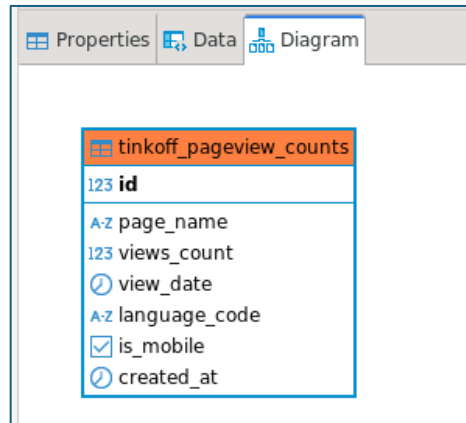 Properties Data Diagram
tinkoff_pageview_counts
123 id
A-Z page_name
123 views_count
view_date
A-Z language_code
is_mobile
created_at